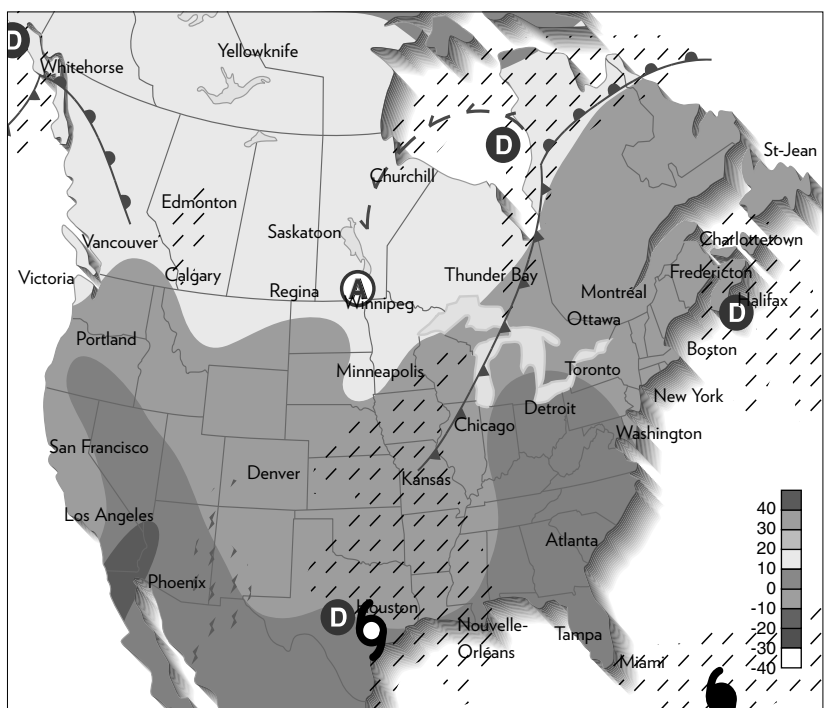 D
Whitehorse
Yellowknife
D
St-Jean
Churchill
Edmonton
Saskatoon
Vancouver
Charlottetown
Victoria
Calgary
Thunder Bay
Fredericton
Regina
A
Winnipeg
Montréal
Halifax
D
Ottawa
Portland
Boston
Minneapolis
Toronto
New York
Detroit
Chicago
Washington
San Francisco
Denver
Kansas
Los Angeles
Atlanta
Phoenix
Houston
D
Nouvelle-
Orléans
Tampa
Miami
40
30
20
10
0
-10
-20
-30
-40